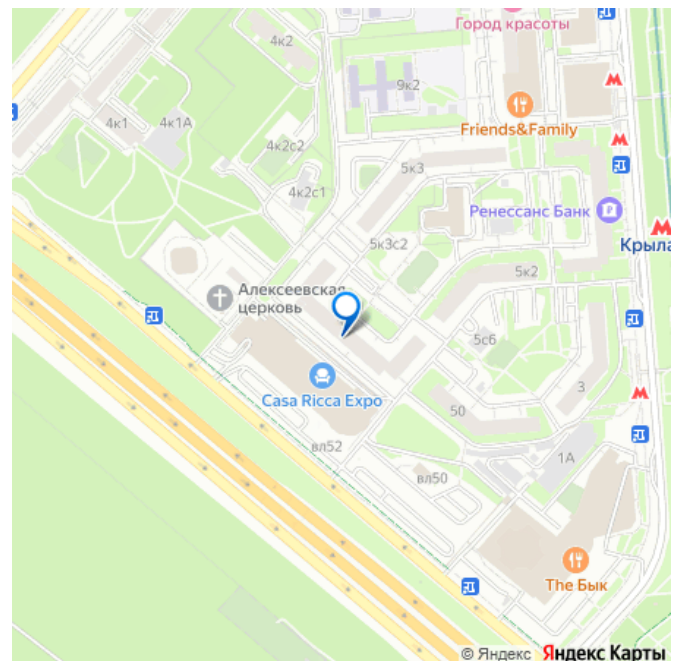 Город красоты
4к2
9к2
4к1
4к1А
4к2с2
Friends&Family
5к3
4к2с1
Ренессанс Банк
Крыла
5к3с2
5к2
Алексеевская
церковь
5с6
Casa Ricca Expo
3
50
вл52
1А
вл50
The Бык
© Яндекс Яндекс Карты